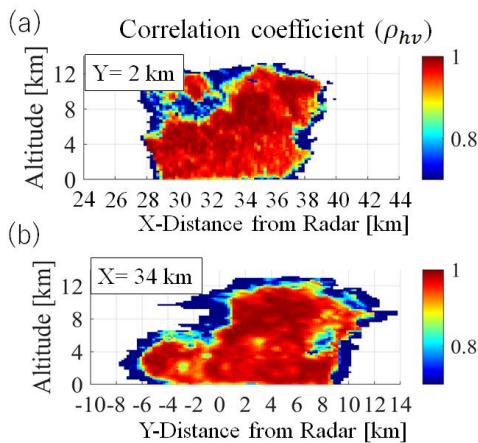 (a)
Correlation coefficient (ρhv)
Y= 2 km
Altitude [km]
12
8
4
0
24 26 28 30 32 34 36 38 40 42 44
X-Distance from Radar [km]
1
0.8
(b)
X= 34 km
Altitude [km]
12
8
4
0
-10 -8 -6 -4 -2 0 2 4 6 8 10 12 14
Y-Distance from Radar [km]
1
0.8